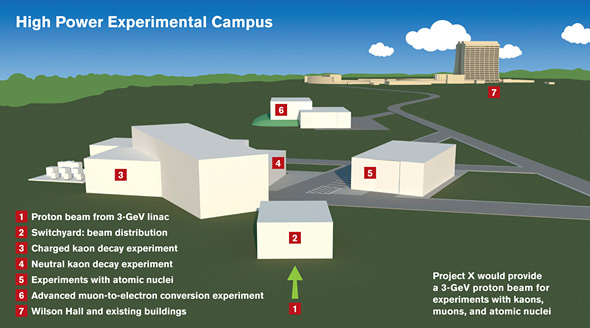 High Power Experimental Campus
7
6
3
4
5
2
1
1 Proton beam from 3-GeV linac
2 Switchyard: beam distribution
3 Charged kaon decay experiment
4 Neutral kaon decay experiment
5 Experiments with atomic nuclei
6 Advanced muon-to-electron conversion experiment
7 Wilson Hall and existing buildings
Project X would provide
a 3-GeV proton beam for
experiments with kaons,
muons, and atomic nuclei